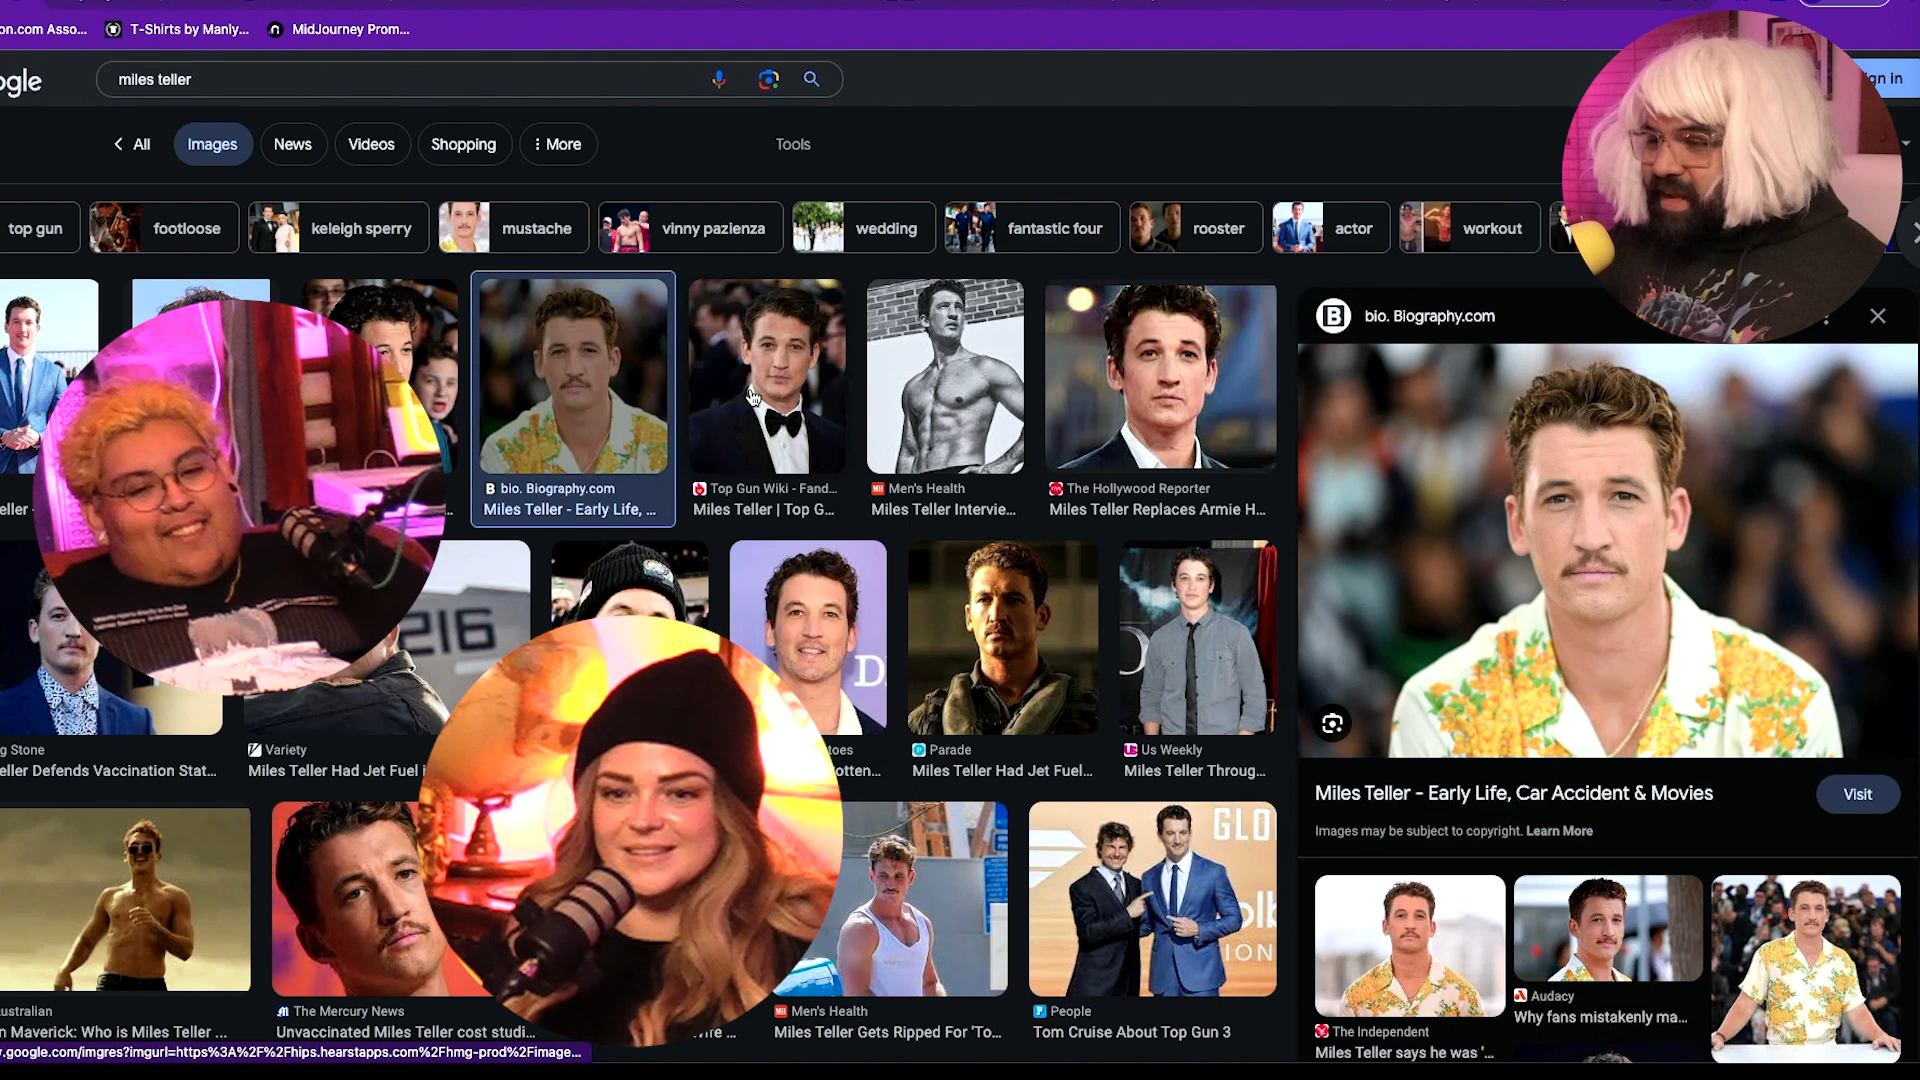 on.com Asso...
T-Shirts by Manly...
MidJourney Prom...
ogle
miles teller
gn in
All
Images
News
Videos
Shopping
More
Tools
top gun
footloose
keleigh sperry
mustache
vinny pazienza
wedding
fantastic four
rooster
actor
workout
B bio. Biography.com
Miles Teller - Early Life, ...
Top Gun Wiki - Fand...
Miles Teller | Top G...
MH Men's Health
Miles Teller Intervie...
The Hollywood Reporter
Miles Teller Replaces Armie H...
eller -
B bio. Biography.com
216
D
g Stone
eller Defends Vaccination Stat...
Variety
Miles Teller Had Jet Fuel i
toes
otten...
Parade
Miles Teller Had Jet Fuel...
Us Weekly
Miles Teller Throug...
Miles Teller - Early Life, Car Accident & Movies
Visit
Images may be subject to copyright. Learn More
GLO
olb
ION
ustralian
n Maverick: Who is Miles Teller ...
The Mercury News
Unvaccinated Miles Teller cost studi...
wire ...
MH Men's Health
Miles Teller Gets Ripped For 'To...
People
Tom Cruise About Top Gun 3
The Independent
Miles Teller says he was '...
Audacy
Why fans mistakenly ma...
.google.com/imgres?imgurl=https%3A%2F%2Fhips.hearstapps.com%2Fhmg-prod%2Fimage...